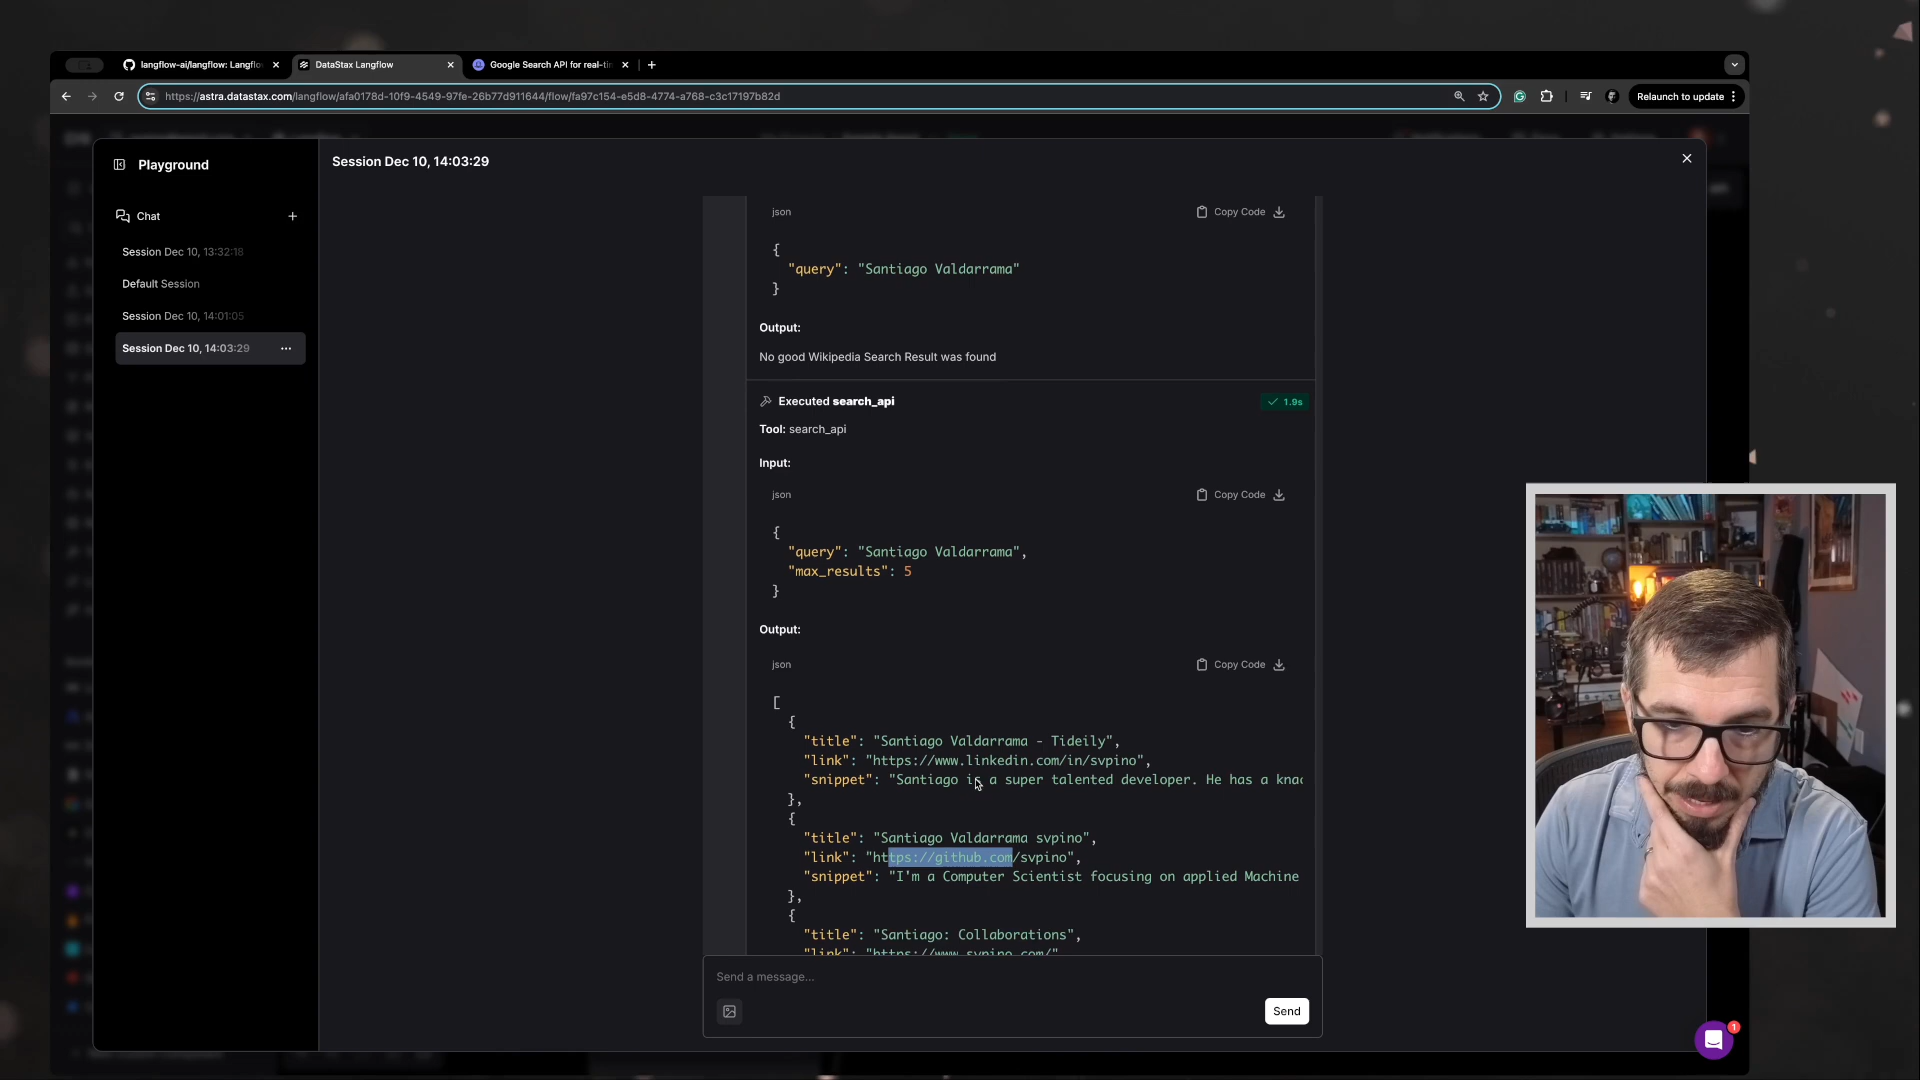 langflow-ai/langflow: Langflo
DataStax Langflow
Google Search API for real-tim
https://astra.datastax.com/langflow/afa0178d-10f9-4549-97fe-26b77d911644/flow/fa97c154-e5d8-4774-a768-c3c17197b82d
Relaunch to update
Playground
Session Dec 10, 14:03:29
Chat
Session Dec 10, 13:32:18
Default Session
Session Dec 10, 14:01:05
Session Dec 10, 14:03:29
json
Copy Code
{
"query": "Santiago Valdarrama"
}
Output:
No good Wikipedia Search Result was found
Executed search_api
1.9s
Tool: search_api
Input:
json
Copy Code
{
"query": "Santiago Valdarrama",
"max_results": 5
}
Output:
json
Copy Code
[
{
"title": "Santiago Valdarrama - Tideily",
"link": "https://www.linkedin.com/in/svpino",
"snippet": "Santiago is a super talented developer. He has a knac
},
{
"title": "Santiago Valdarrama svpino",
"link": "https://github.com/svpino",
"snippet": "I'm a Computer Scientist focusing on applied Machine
},
{
"title": "Santiago: Collaborations",
"link": "https://www.svpino.com/"
Send a message...
Send
1